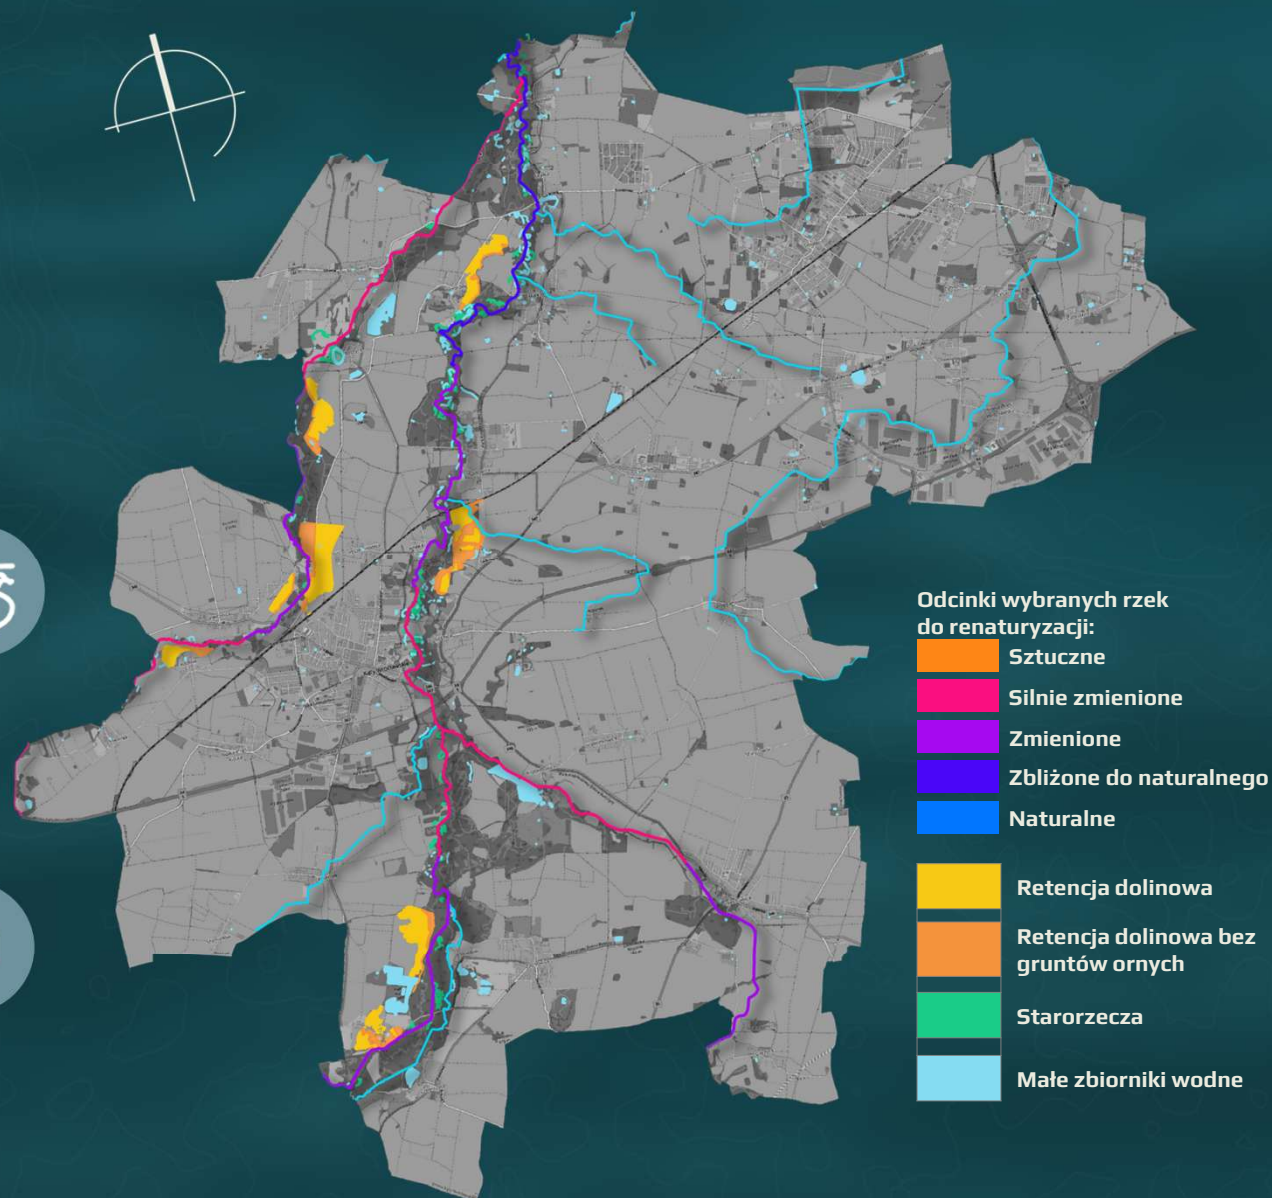 Odcinki wybranych rzek
do renaturyzacji:
Sztuczne
Silnie zmienione
Zmienione
Zbliżone do naturalnego
Naturalne
Retencja dolinowa
Retencja dolinowa bez
gruntów ornych
Starorzecza
Małe zbiorniki wodne